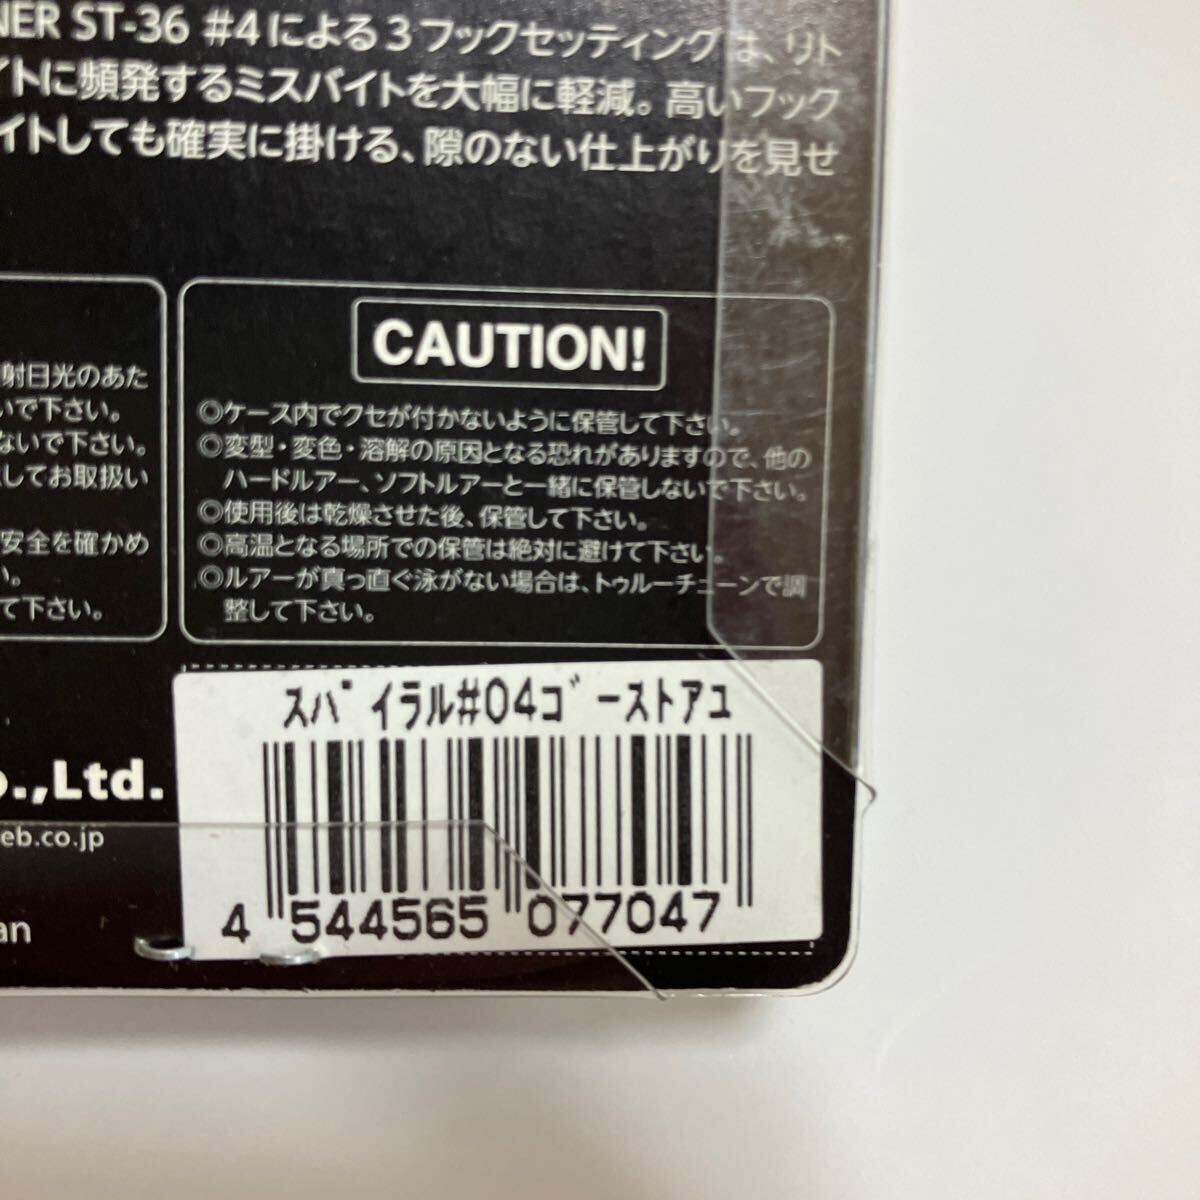 NER ST-36 #4による3フックセッティングは、リト
イトに頻発するミスバイトを大幅に軽減。高いフック
イトしても確実に掛ける、隙のない仕上がりを見せ
射日光のあた
いで下さい。
ないで下さい。
してお取扱い
安全を確かめ
い。
て下さい。
CAUTION!
◎ケース内でクセが付かないように保管して下さい。
◎変型・変色・溶解の原因となる恐れがありますので、他の
ハードルアー、ソフトルアーと一緒に保管しないで下さい。
◎使用後は乾燥させた後、保管して下さい。
◎高温となる場所での保管は絶対に避けて下さい。
◎ルアーが真っ直ぐ泳がない場合は、トゥルーチューンで調
整して下さい。
o.,Ltd.
eb.co.jp
an
ｽﾊﾟｲﾗﾙ#04ｺﾞｰｽﾄｱﾕ
4 544565 077047